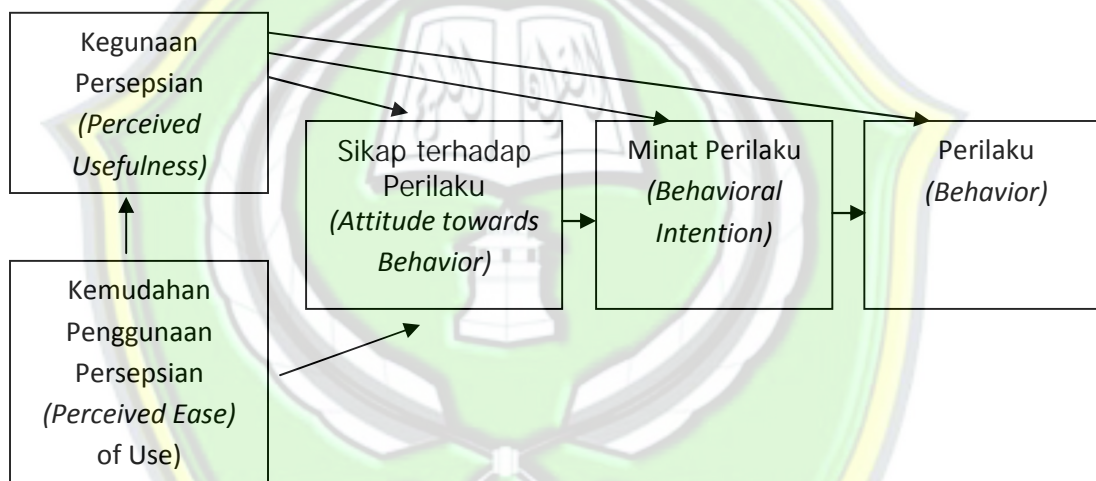 Kegunaan
Persepsian
(Perceived
Usefulness)
Sikap terhadap
Perilaku
(Attitude towards
Behavior)
Minat Perilaku
(Behavioral
Intention)
Perilaku
(Behavior)
Kemudahan
Penggunaan
Persepsian
(Perceived Ease)
of Use)